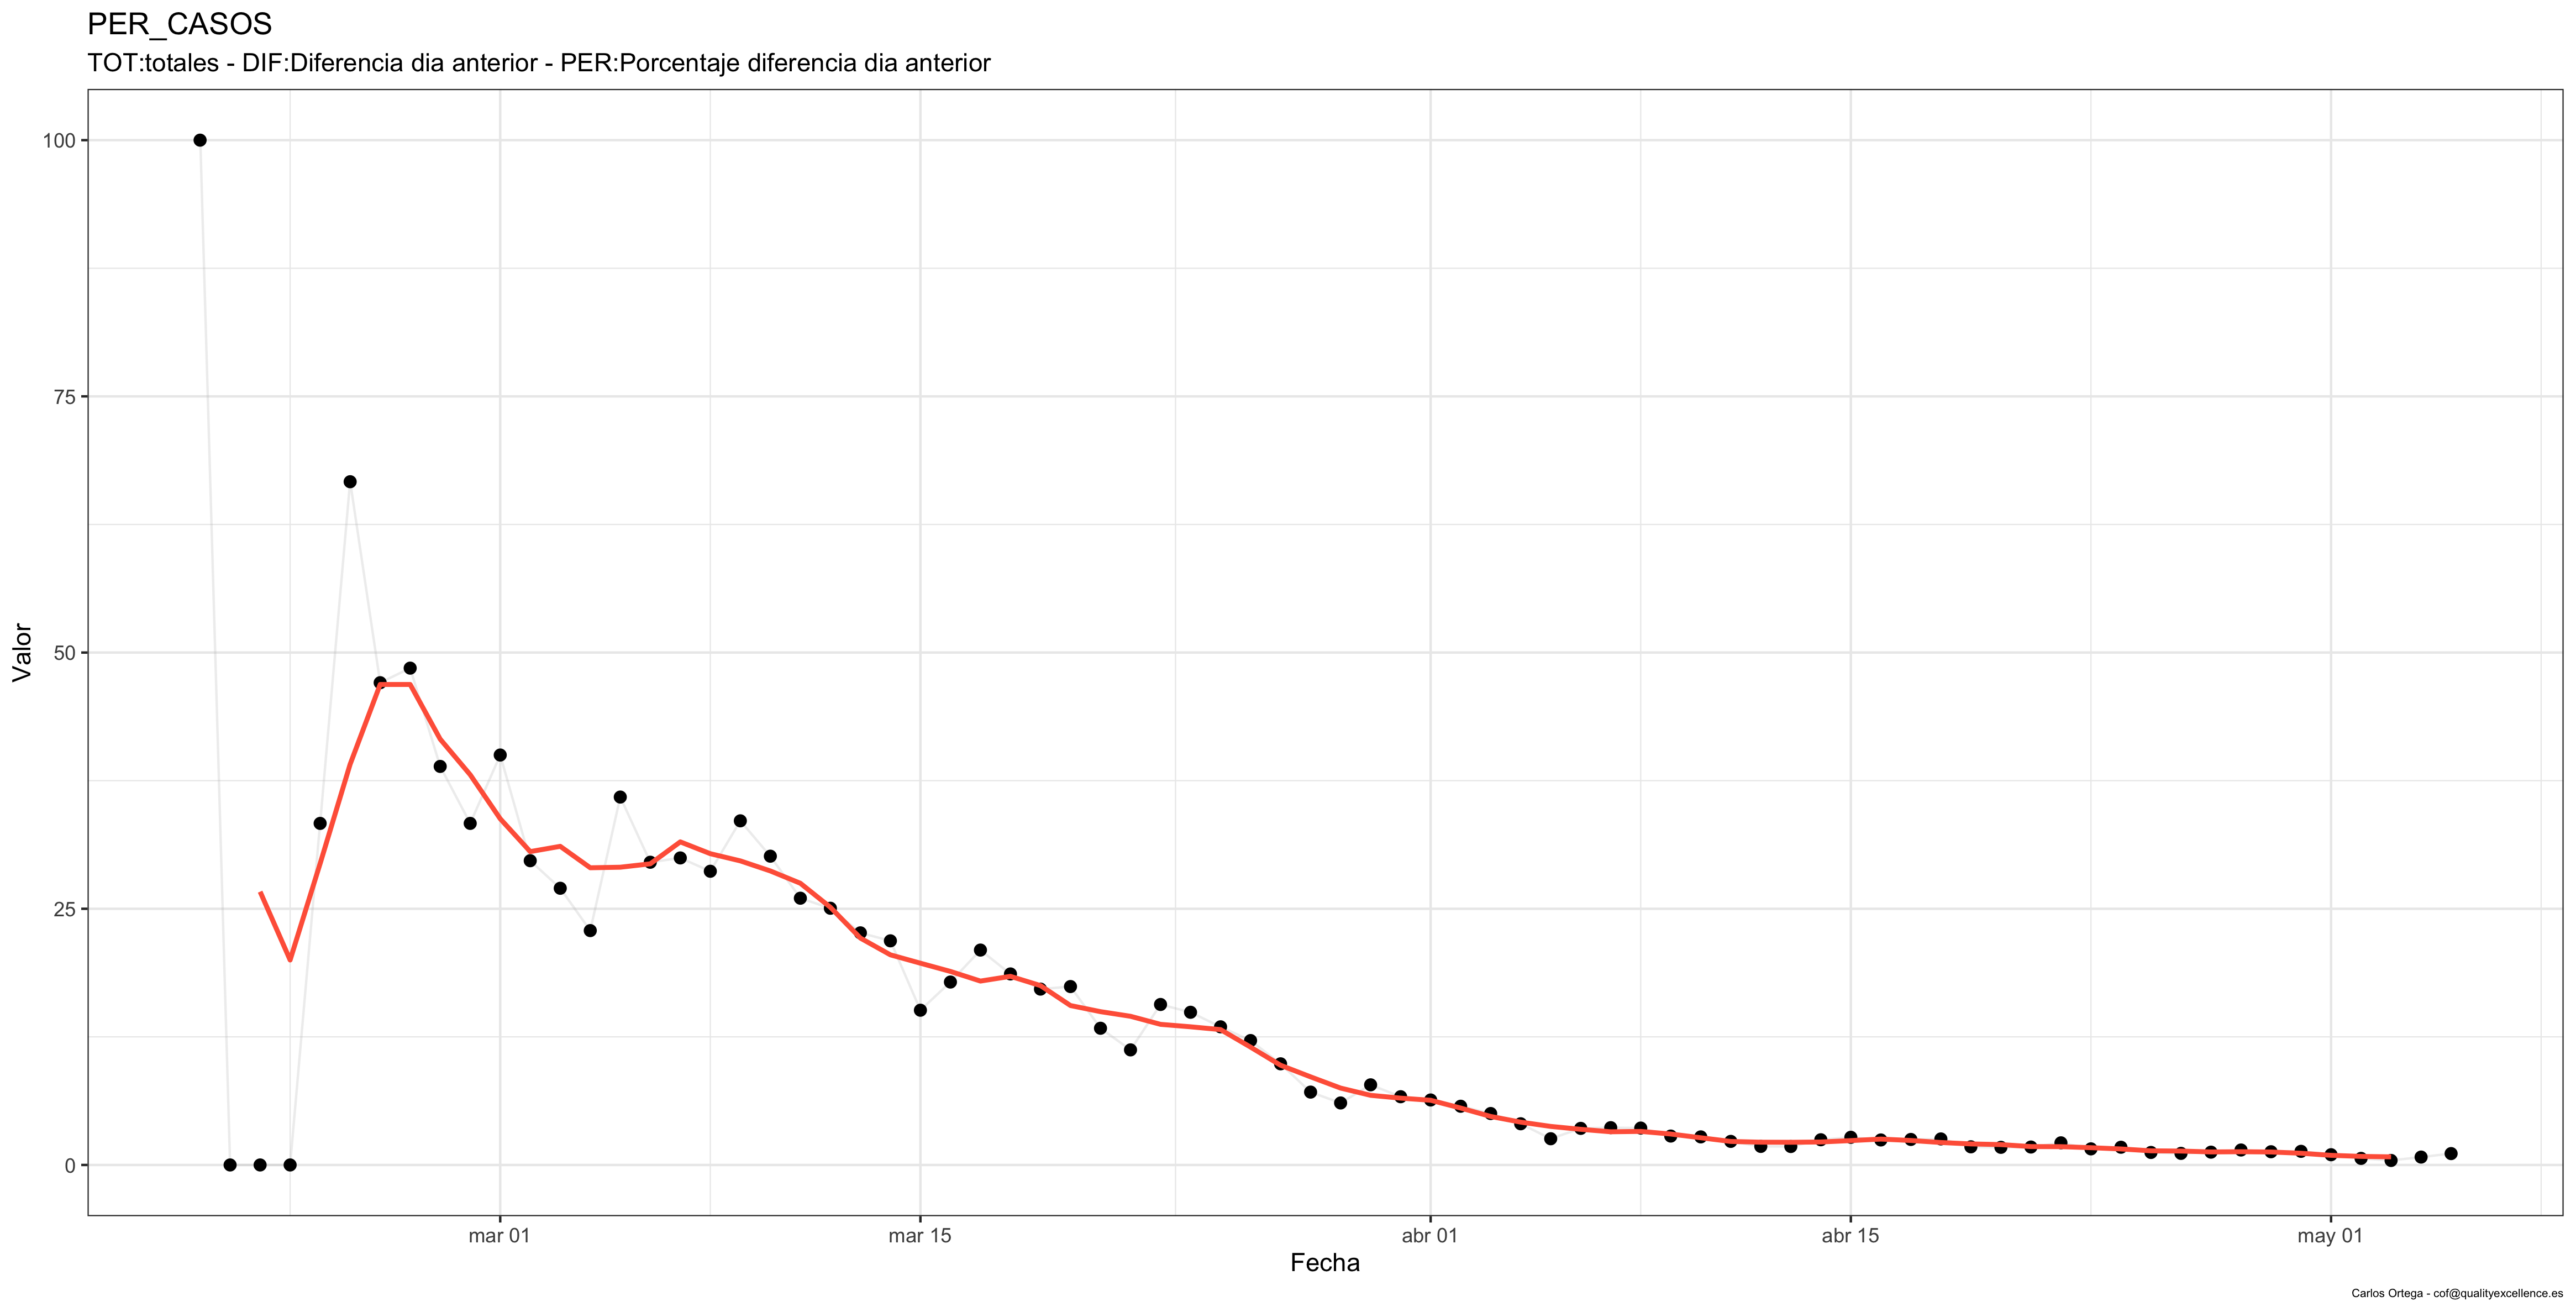 PER_CASOS
TOT:totales - DIF:Diferencia dia anterior - PER:Porcentaje diferencia dia anterior
100
75
50
25
0
Valor
mar 01 mar 15 abr 01 abr 15 may 01
Fecha
Carlos Ortega - cof@qualityexcellence.es